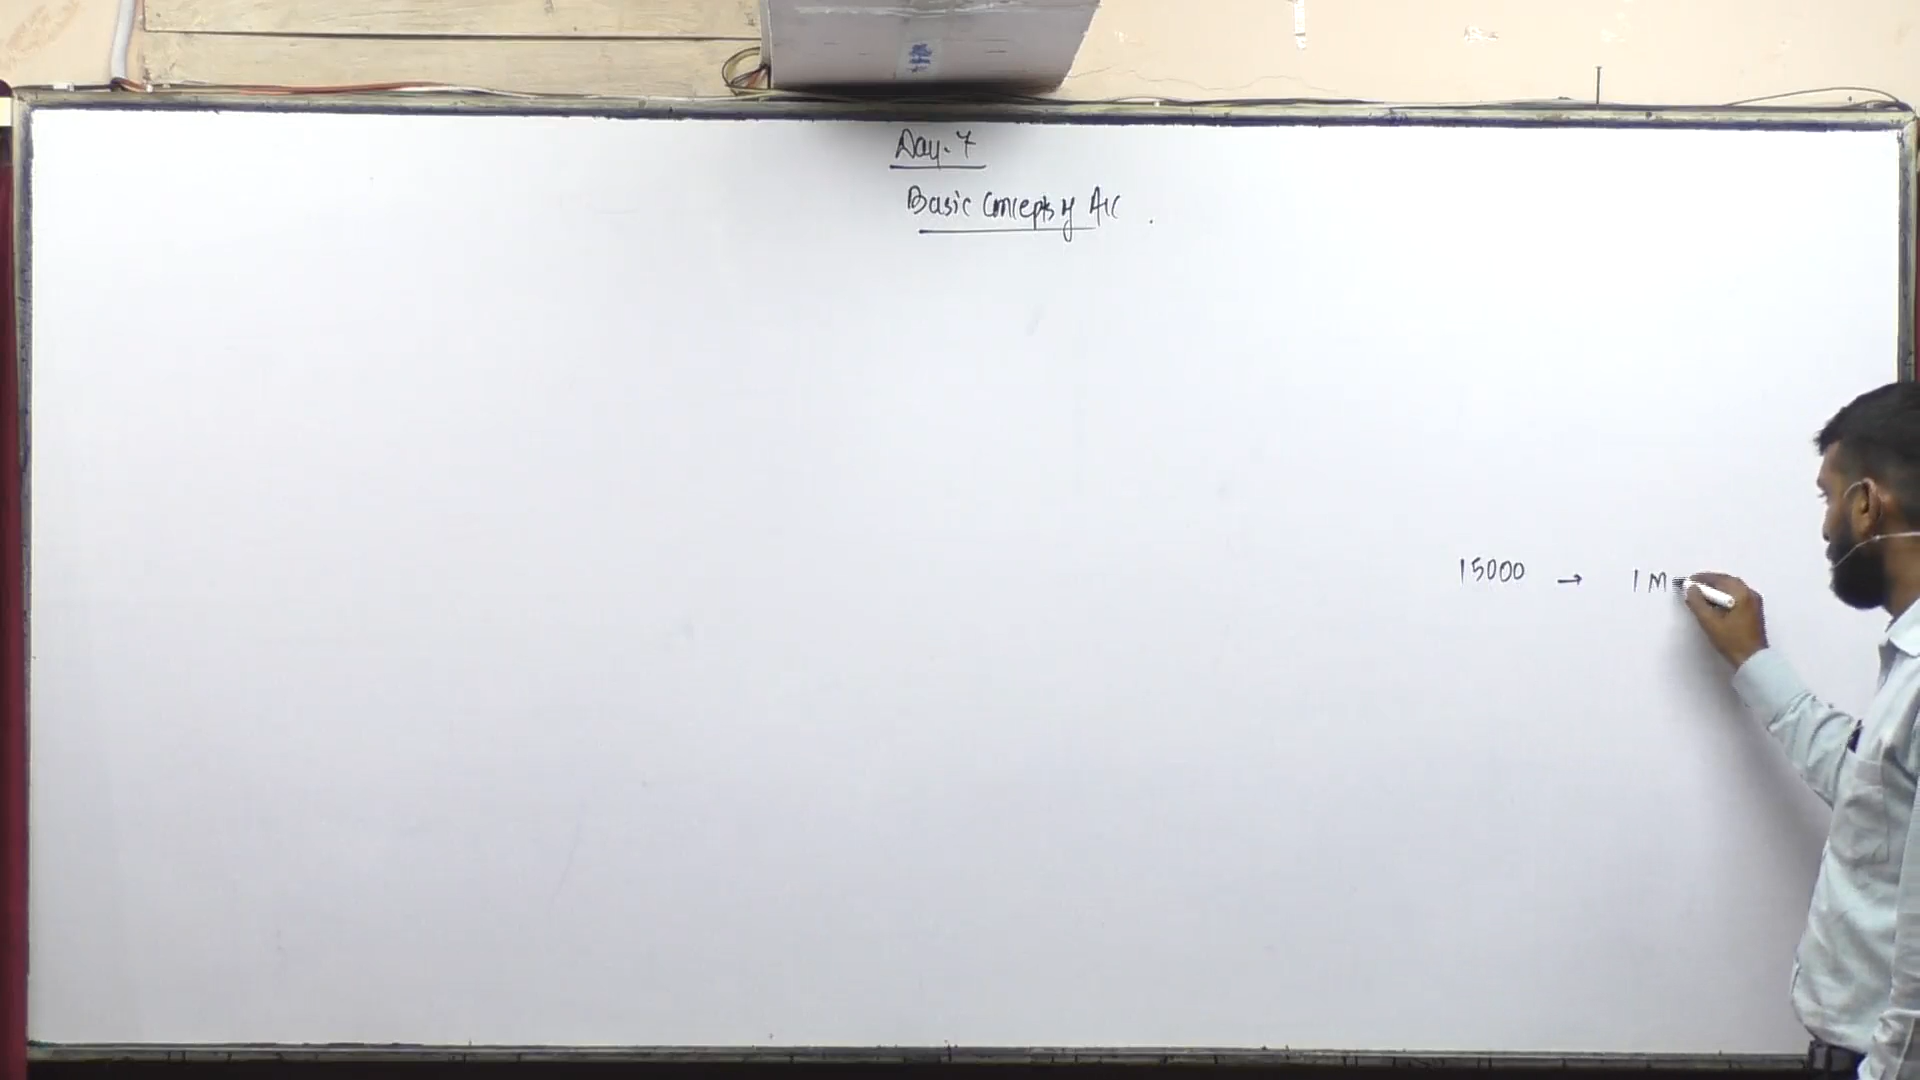 Day-7
Basic Concepts of A/C
15000 → 1 M